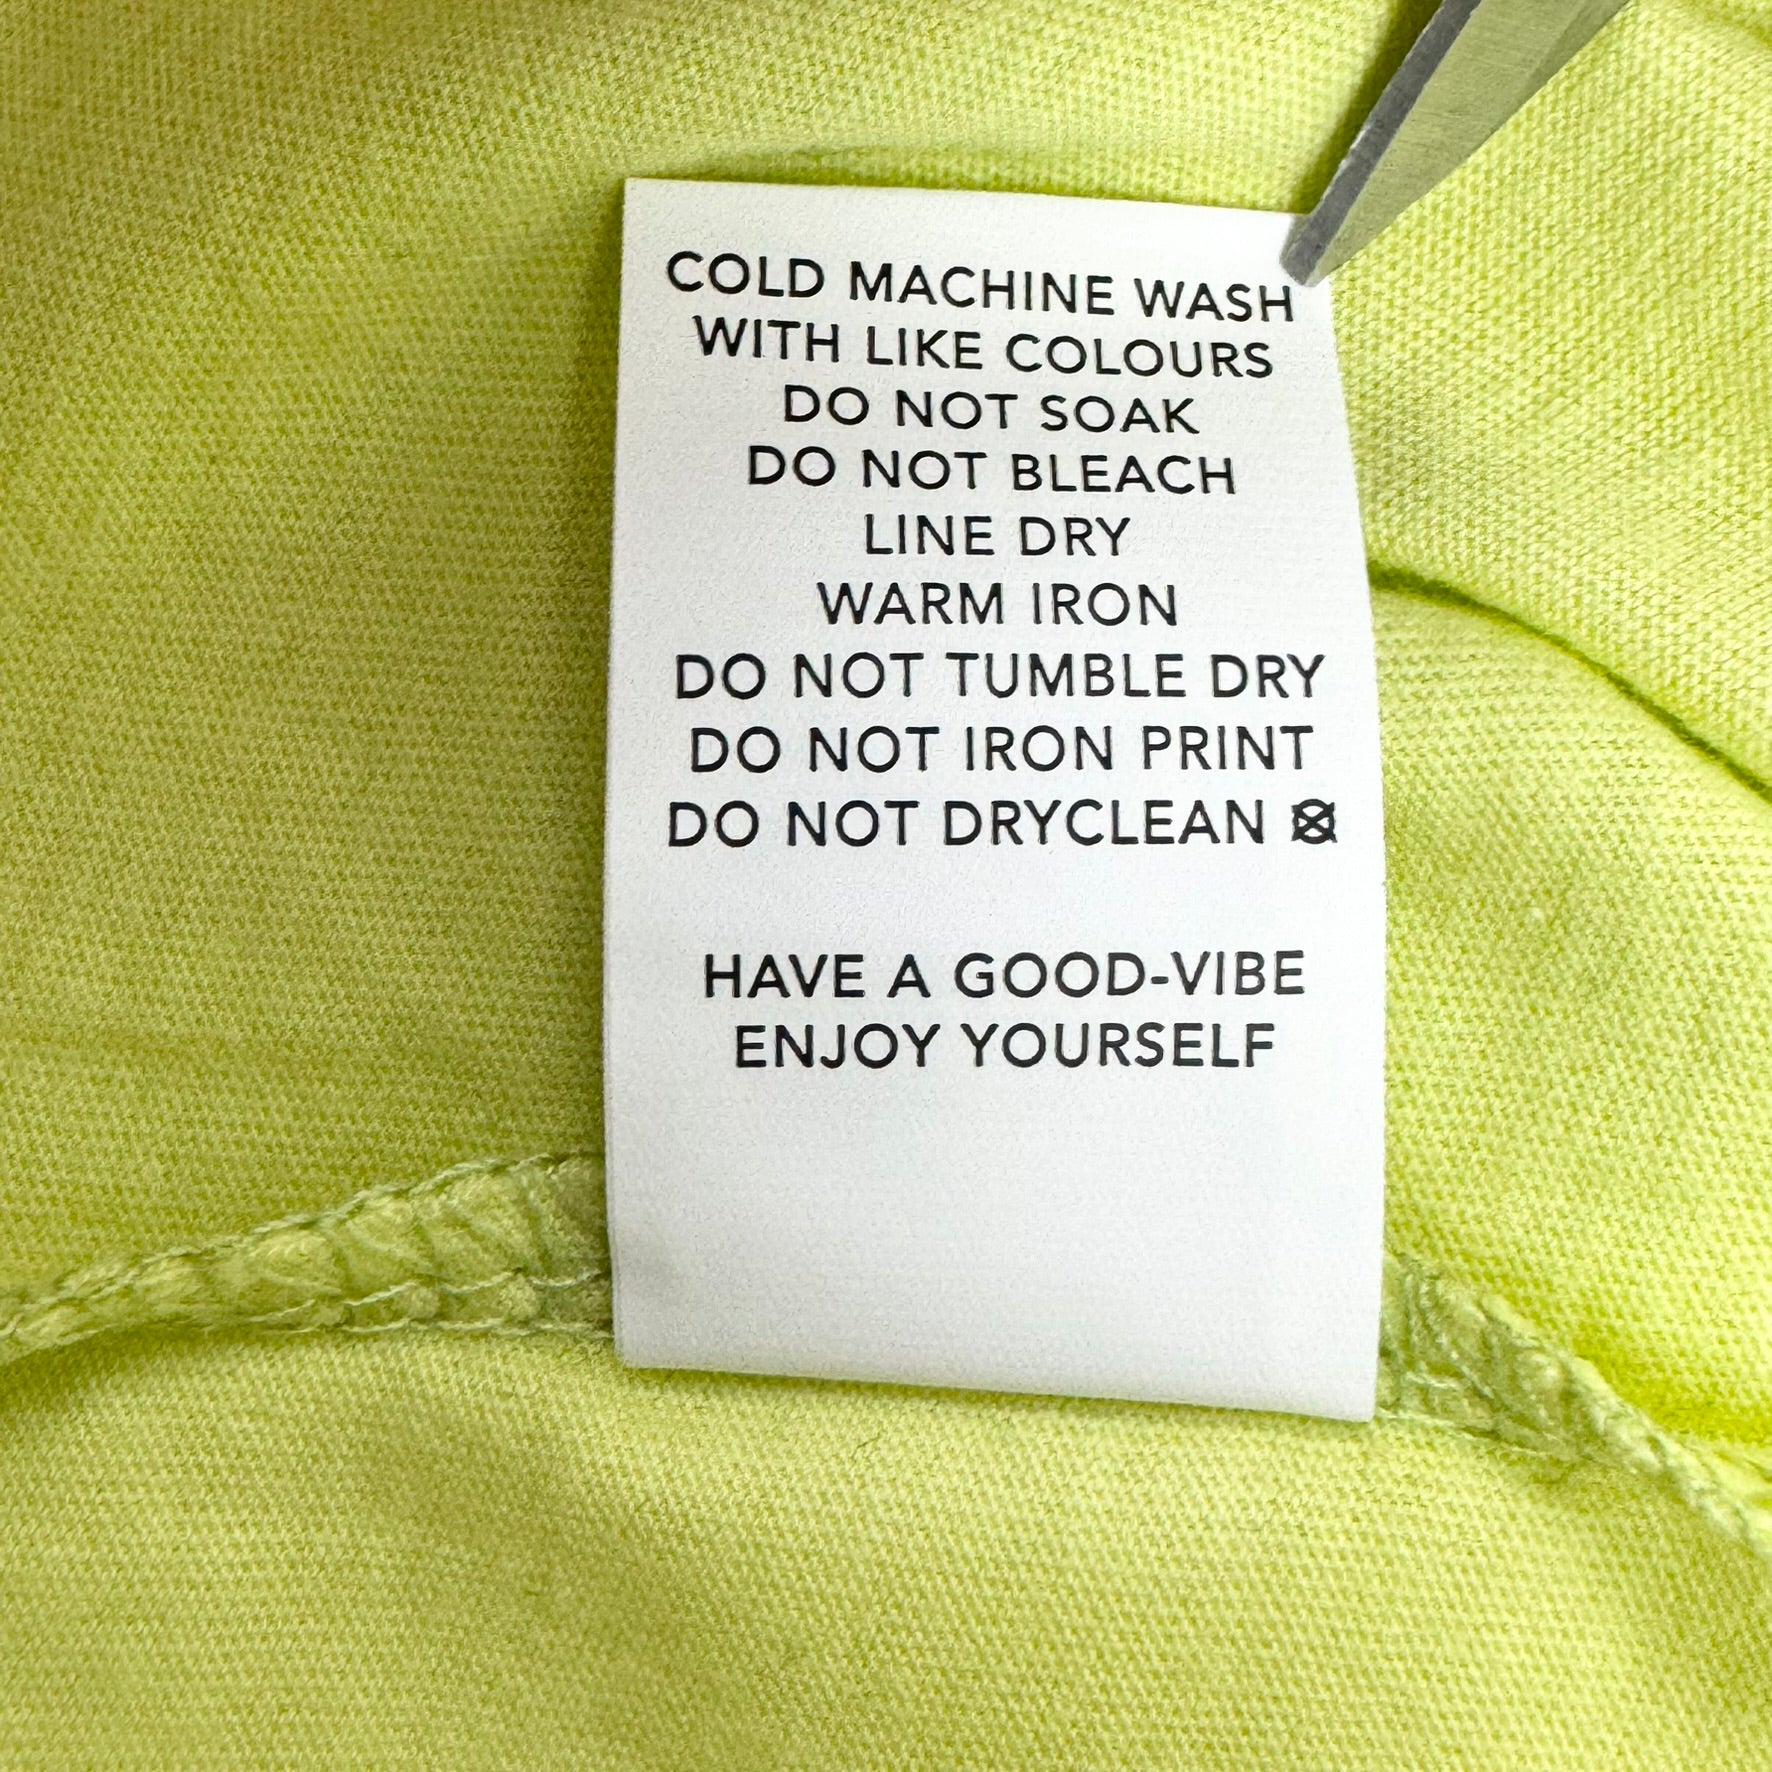 COLD MACHINE WASH
WITH LIKE COLOURS
DO NOT SOAK
DO NOT BLEACH
LINE DRY
WARM IRON
DO NOT TUMBLE DRY
DO NOT IRON PRINT
DO NOT DRYCLEAN
HAVE A GOOD-VIBE
ENJOY YOURSELF